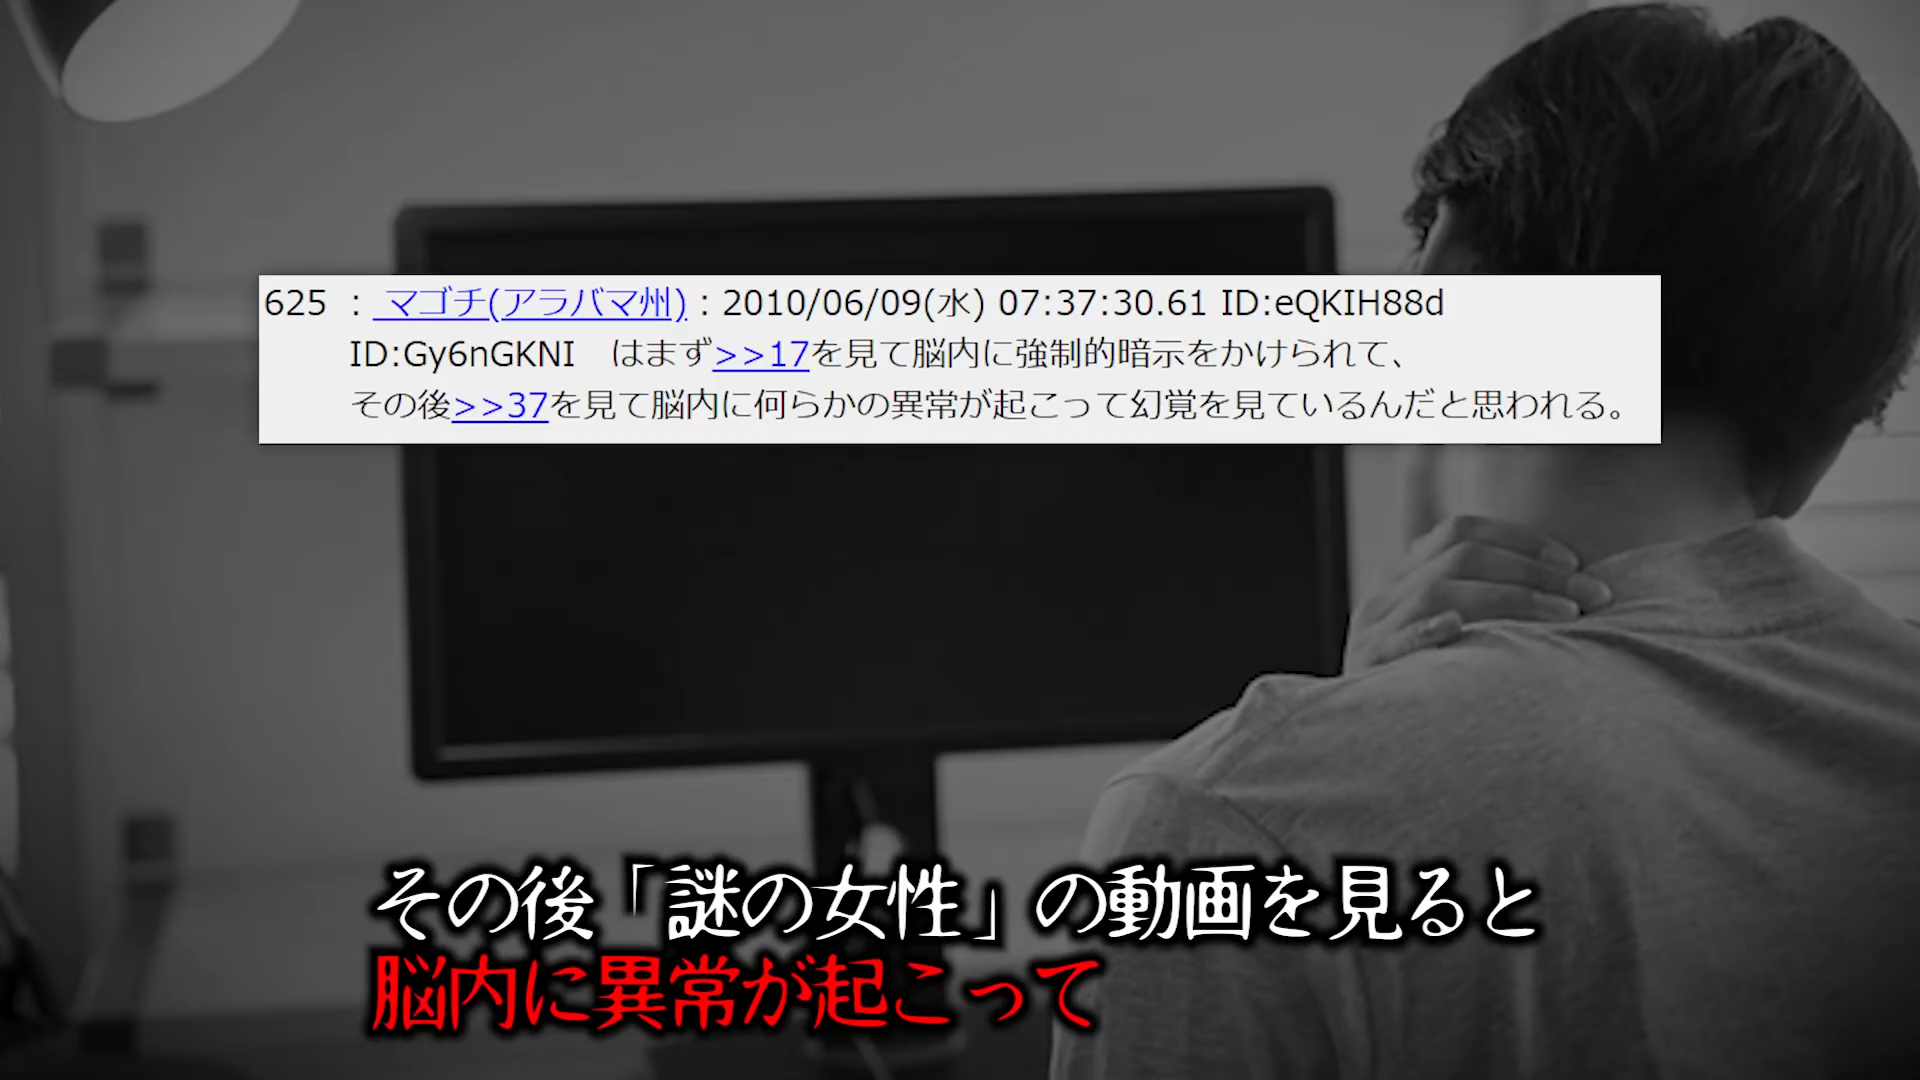 625 ： マゴチ(アラバマ州)：2010/06/09(水) 07:37:30.61 ID:eQKIH88d
ID:Gy6nGKNI　はまず>>17を見て脳内に強制的暗示をかけられて、
その後>>37を見て脳内に何らかの異常が起こって幻覚を見ているんだと思われる。
その後「謎の女性」の動画を見ると
脳内に異常が起こって